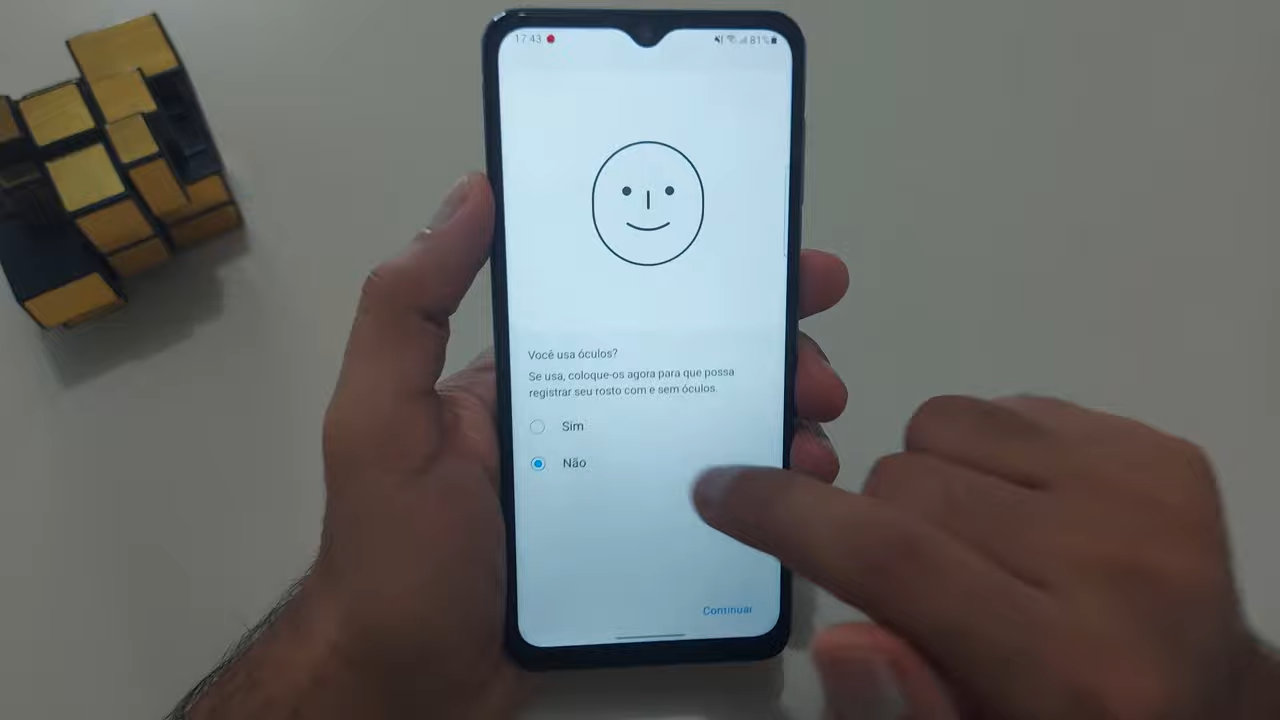 17:43
81%
Você usa óculos?
Se usa, coloque-os agora para que possa
registrar seu rosto com e sem óculos.
Sim
Não
Continuar